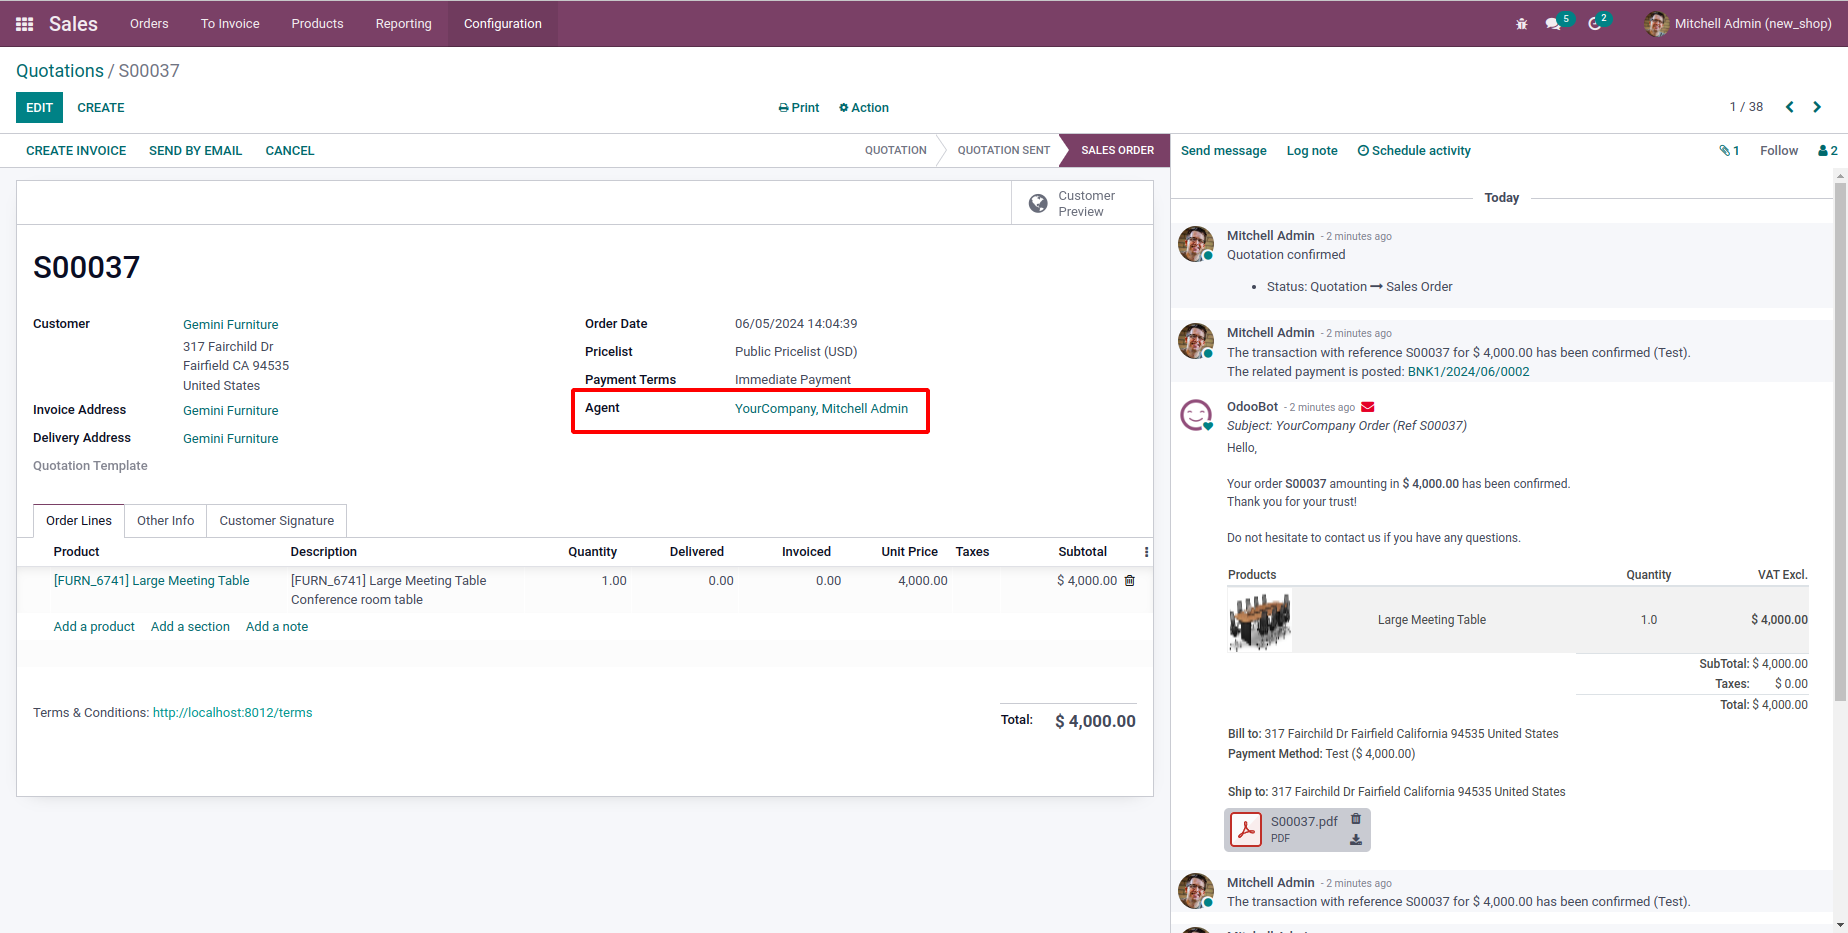 Sales Orders To Invoice Products Reporting Configuration 5 2 Mitchell Admin (new_shop)
Quotations / S00037
EDIT CREATE Print Action 1 / 38
CREATE INVOICE SEND BY EMAIL CANCEL QUOTATION QUOTATION SENT SALES ORDER
Customer
Preview
S00037
Customer Gemini Furniture
317 Fairchild Dr
Fairfield CA 94535
United States
Invoice Address Gemini Furniture
Delivery Address Gemini Furniture
Quotation Template
Order Date 06/05/2024 14:04:39
Pricelist Public Pricelist (USD)
Payment Terms Immediate Payment
Agent YourCompany, Mitchell Admin
Order Lines Other Info Customer Signature
Product Description Quantity Delivered Invoiced Unit Price Taxes Subtotal
[FURN_6741] Large Meeting Table [FURN_6741] Large Meeting Table 1.00 0.00 0.00 4,000.00 $ 4,000.00
Conference room table
Add a product Add a section Add a note
Terms & Conditions: http://localhost:8012/terms
Total: $ 4,000.00
Send message Log note Schedule activity 1 Follow 2
Today
Mitchell Admin - 2 minutes ago
Quotation confirmed
• Status: Quotation → Sales Order
Mitchell Admin - 2 minutes ago
The transaction with reference S00037 for $ 4,000.00 has been confirmed (Test).
The related payment is posted: BNK1/2024/06/0002
OdooBot - 2 minutes ago
Subject: YourCompany Order (Ref S00037)
Hello,
Your order S00037 amounting in $ 4,000.00 has been confirmed.
Thank you for your trust!
Do not hesitate to contact us if you have any questions.
Products Quantity VAT Excl.
Large Meeting Table 1.0 $ 4,000.00
SubTotal: $ 4,000.00
Taxes: $ 0.00
Total: $ 4,000.00
Bill to: 317 Fairchild Dr Fairfield California 94535 United States
Payment Method: Test ($ 4,000.00)
Ship to: 317 Fairchild Dr Fairfield California 94535 United States
S00037.pdf
PDF
Mitchell Admin - 2 minutes ago
The transaction with reference S00037 for $ 4,000.00 has been confirmed (Test).